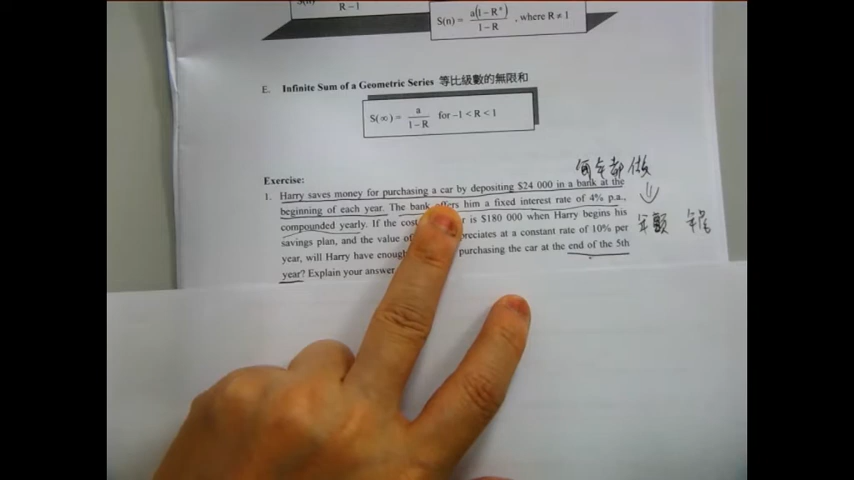 R – 1
S(n) = a(1 – Rⁿ) / 1 – R , where R ≠ 1
E. Infinite Sum of a Geometric Series 等比級數的無限和
S(∞) = a / 1 – R for –1 < R < 1
Exercise:
每年都做
1. Harry saves money for purchasing a car by depositing $24 000 in a bank at the
beginning of each year. The bank offers him a fixed interest rate of 4% p.a.,
compounded yearly. If the cost is $180 000 when Harry begins his
年頭 年尾
savings plan, and the value of depreciates at a constant rate of 10% per
year, will Harry have enough purchasing the car at the end of the 5th
year? Explain your answer